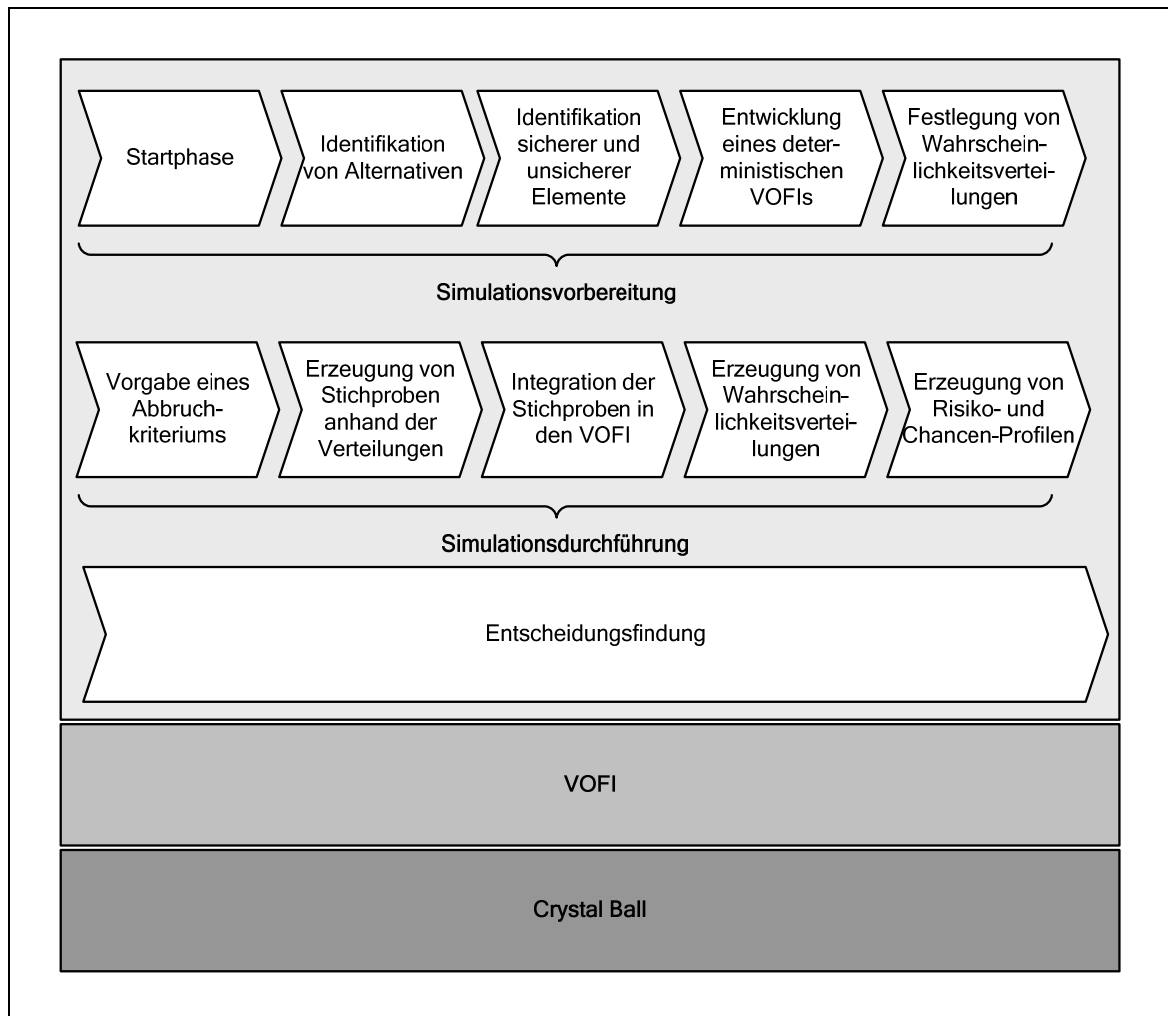 Startphase
Identifikation
von Alternativen
Identifikation
sicherer und
unsicherer
Elemente
Entwicklung
eines deter-
ministischen
VOFIs
Festlegung von
Wahrschein-
lichkeitsvertei-
lungen
Simulationsvorbereitung
Vorgabe eines
Abbruch-
kriteriums
Erzeugung von
Stichproben
anhand der
Verteilungen
Integration der
Stichproben in
den VOFI
Erzeugung von
Wahrschein-
lichkeitsvertei-
lungen
Erzeugung von
Risiko- und
Chancen-Profilen
Simulationsdurchführung
Entscheidungsfindung
VOFI
Crystal Ball